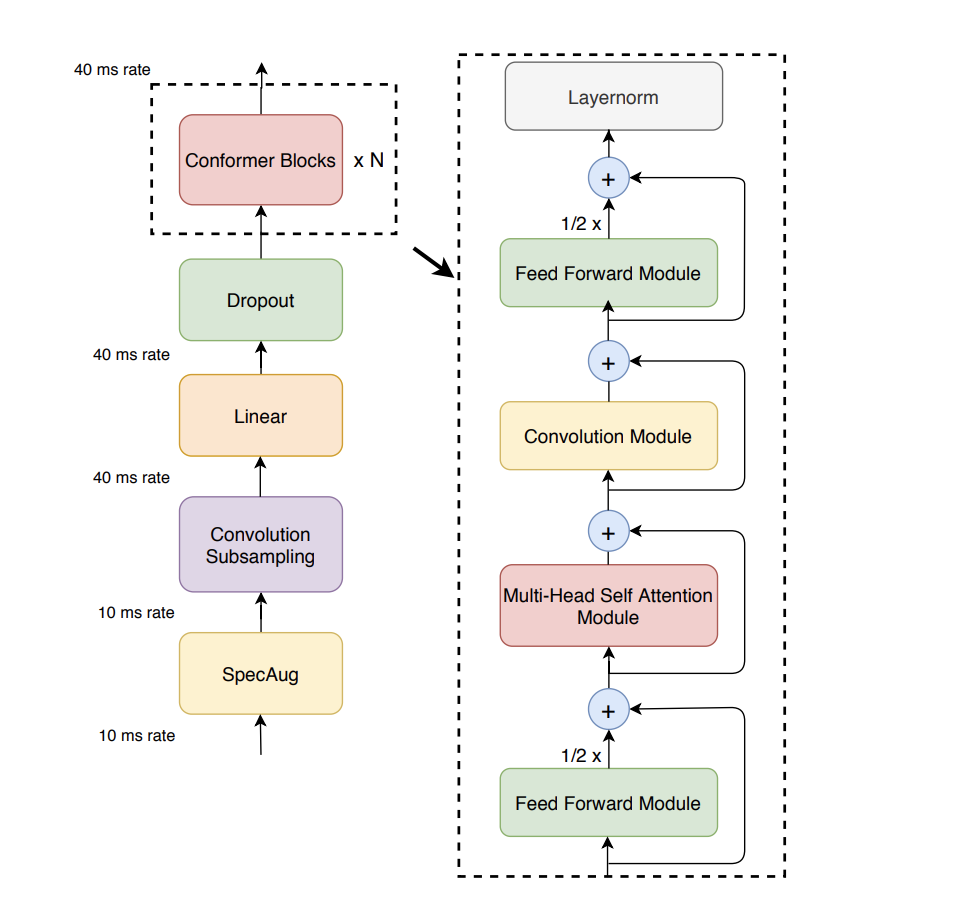 40 ms rate
Conformer Blocks
x N
Dropout
40 ms rate
Linear
40 ms rate
Convolution
Subsampling
10 ms rate
SpecAug
10 ms rate
Layernorm
+
1/2 x
Feed Forward Module
+
Convolution Module
+
Multi-Head Self Attention
Module
+
1/2 x
Feed Forward Module